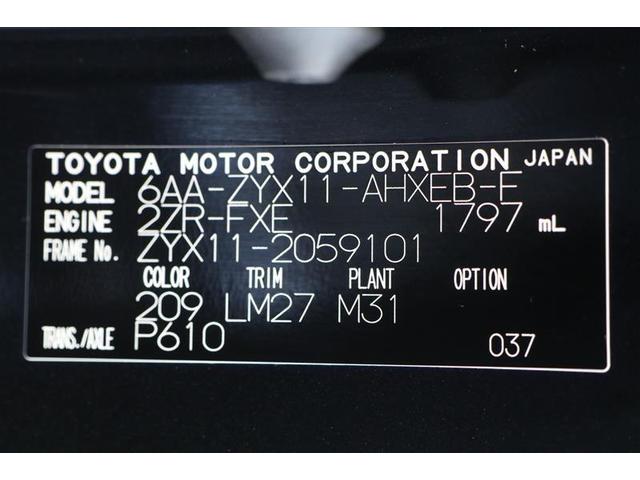 TOYOTA MOTOR CORPORATION JAPAN
MODEL 6AA-ZYX11-AHXEB-E
ENGINE 2ZR-FXE 1797 mL
FRAME No. ZYX11-2059101
COLOR TRIM PLANT OPTION
209 LM27 M31
TRANS./AXLE P610 037